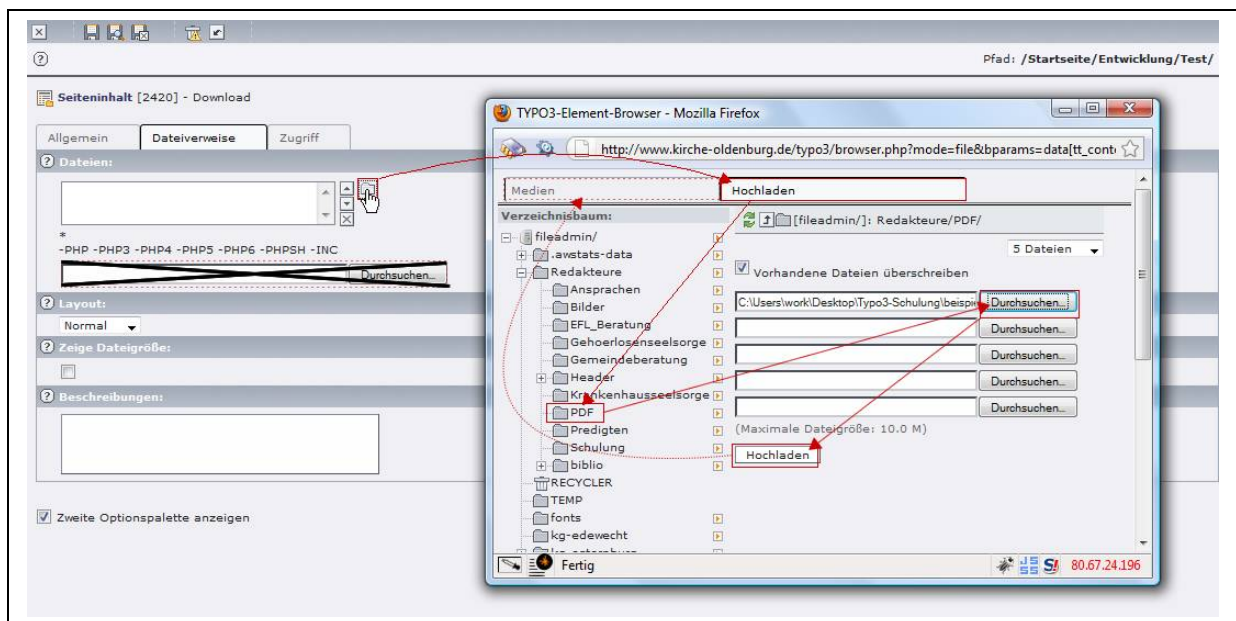 Pfad: /Startseite/Entwicklung/Test/
Seiteninhalt [2420] - Download
Allgemein
Dateiverweise
Zugriff
Dateien:
*
-PHP -PHP3 -PHP4 -PHP5 -PHP6 -PHPSH -INC
Durchsuchen...
Layout:
Normal
Zeige Dateigröße:
Beschreibungen:
Zweite Optionspalette anzeigen
TYPO3-Element-Browser - Mozilla Firefox
http://www.kirche-oldenburg.de/typo3/browser.php?mode=file&bparams=data[tt_conte
Medien
Hochladen
Verzeichnisbaum:
fileadmin/
.awstats-data
Redakteure
Ansprachen
Bilder
EFL_Beratung
Gehoerlosenseelsorge
Gemeindeberatung
Header
Krankenhausseelsorge
PDF
Predigten
Schulung
biblio
RECYCLER
TEMP
fonts
kg-edewecht
[fileadmin/]: Redakteure/PDF/
5 Dateien
Vorhandene Dateien überschreiben
C:\Users\work\Desktop\Typo3-Schulung\beispie
Durchsuchen...
Durchsuchen...
Durchsuchen...
Durchsuchen...
Durchsuchen...
(Maximale Dateigröße: 10.0 M)
Hochladen
Fertig
80.67.24.196